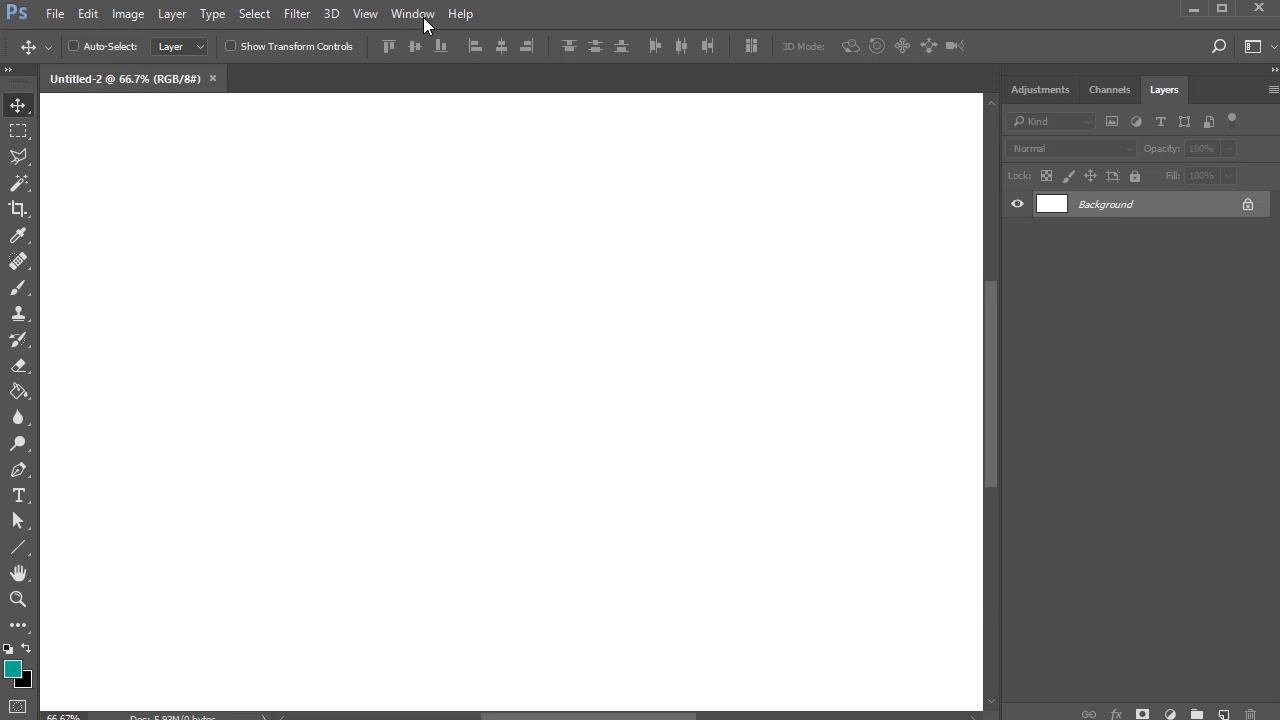 Ps File Edit Image Layer Type Select Filter 3D View Window Help
Auto-Select: Layer Show Transform Controls 3D Mode:
Untitled-2 @ 66.7% (RGB/8#) ×
Adjustments Channels Layers
Kind
Normal Opacity: 100%
Lock: Fill: 100%
Background
66.67% Doc: 5.93M/0 bytes